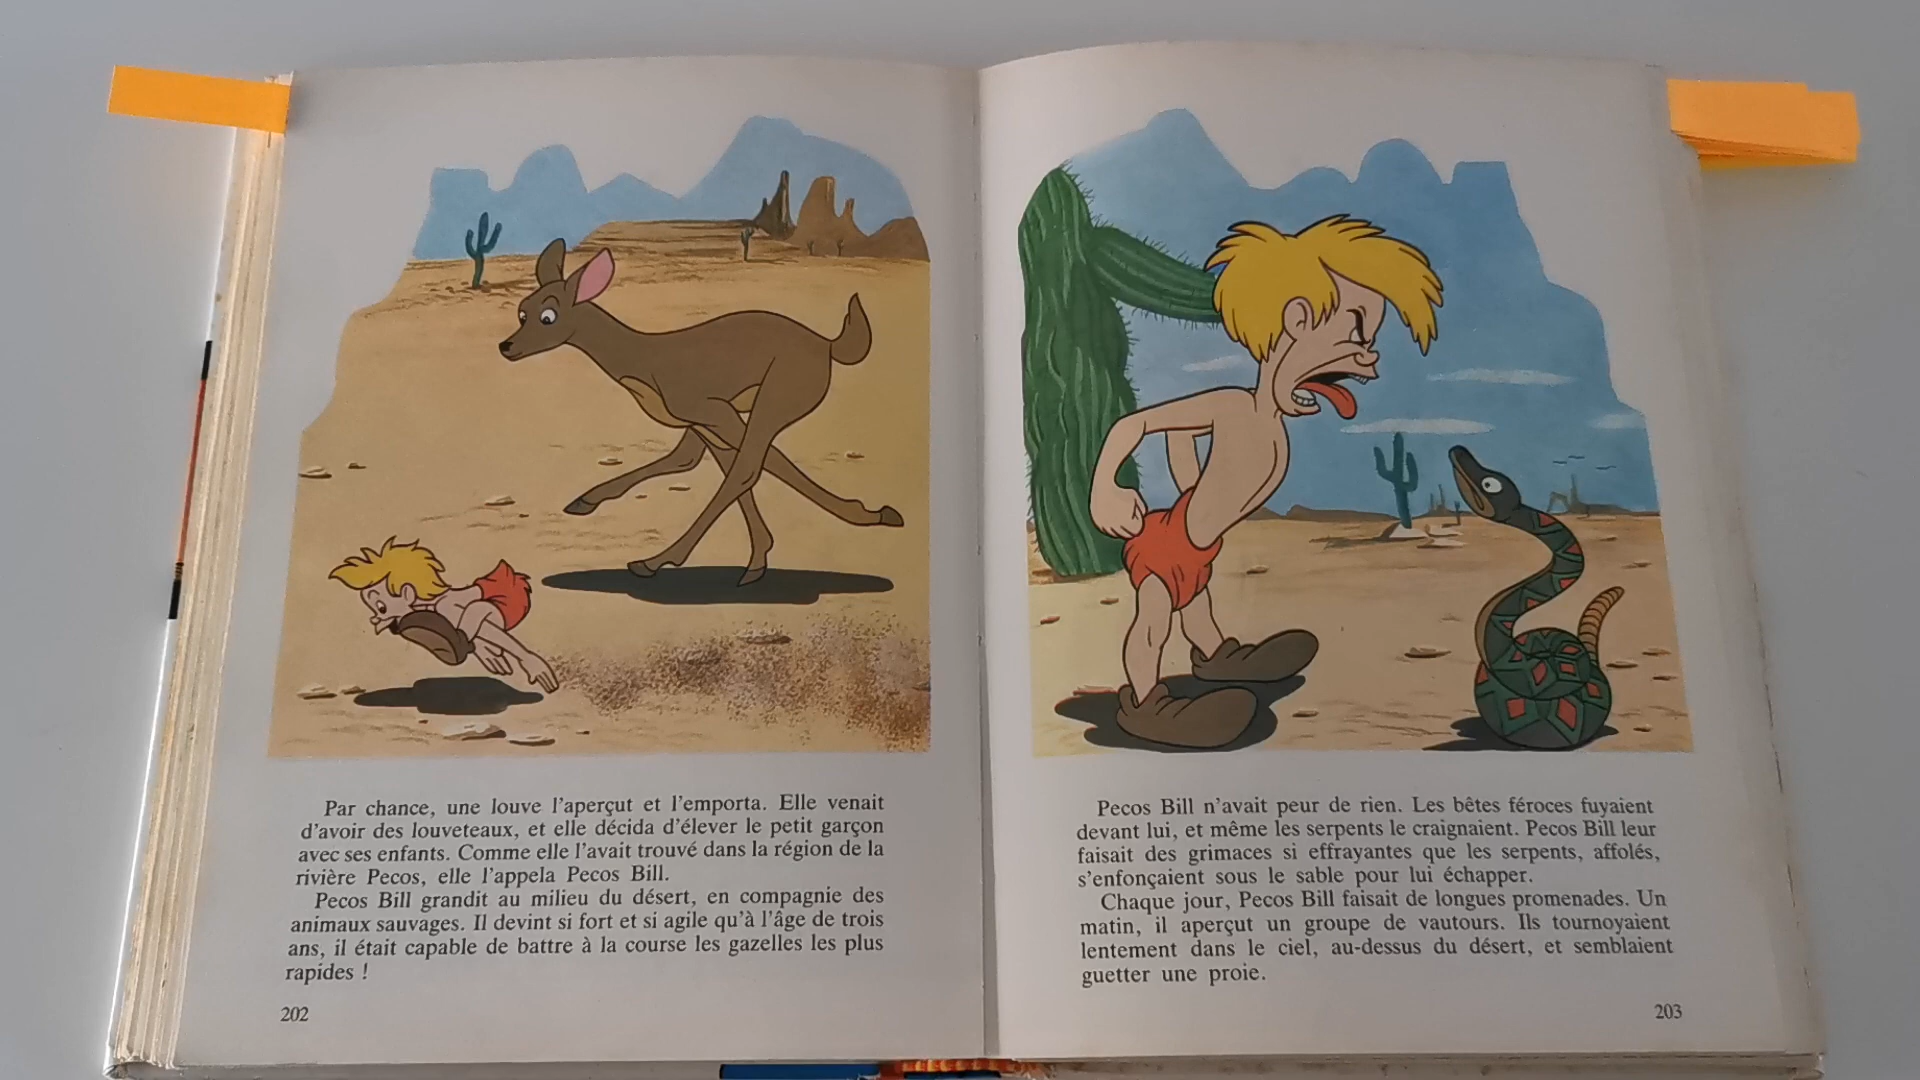 Par chance, une louve l'aperçut et l'emporta. Elle venait
d'avoir des louveteaux, et elle décida d'élever le petit garçon
avec ses enfants. Comme elle l'avait trouvé dans la région de la
rivière Pecos, elle l'appela Pecos Bill.
Pecos Bill grandit au milieu du désert, en compagnie des
animaux sauvages. Il devint si fort et si agile qu'à l'âge de trois
ans, il était capable de battre à la course les gazelles les plus
rapides !
202
Pecos Bill n'avait peur de rien. Les bêtes féroces fuyaient
devant lui, et même les serpents le craignaient. Pecos Bill leur
faisait des grimaces si effrayantes que les serpents, affolés,
s'enfonçaient sous le sable pour lui échapper.
Chaque jour, Pecos Bill faisait de longues promenades. Un
matin, il aperçut un groupe de vautours. Ils tournoyaient
lentement dans le ciel, au-dessus du désert, et semblaient
guetter une proie.
203